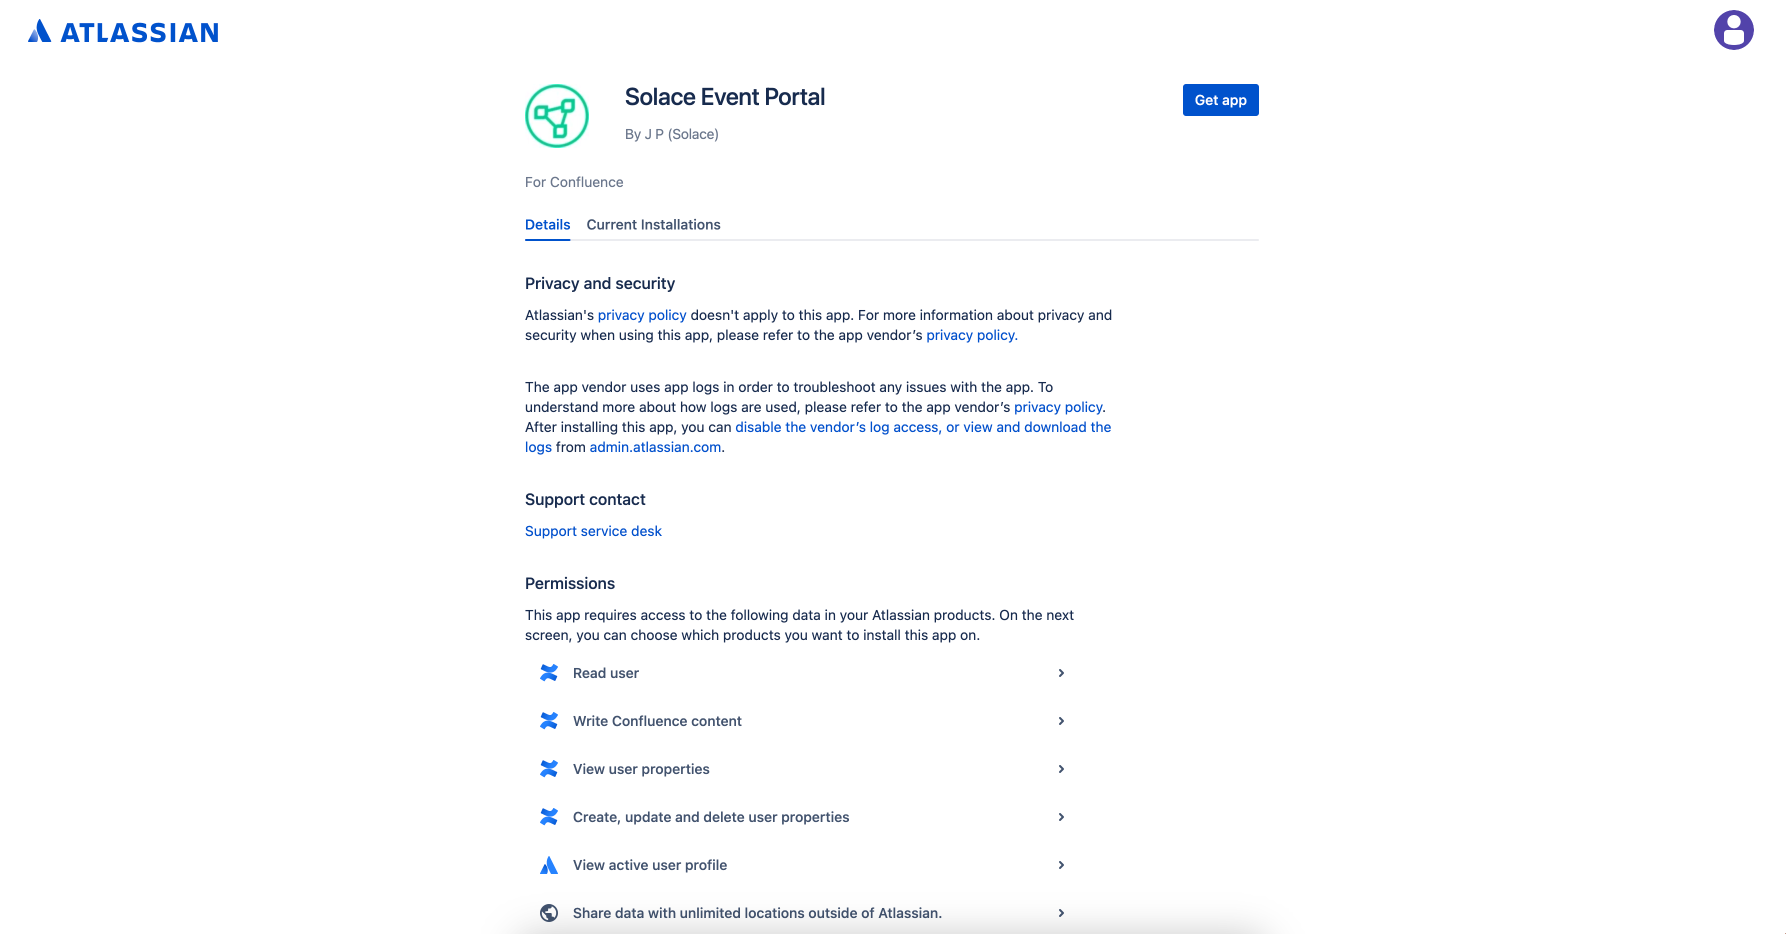 ATLASSIAN
Solace Event Portal
Get app
By J P (Solace)
For Confluence
Details Current Installations
Privacy and security
Atlassian's privacy policy doesn't apply to this app. For more information about privacy and
security when using this app, please refer to the app vendor’s privacy policy.
The app vendor uses app logs in order to troubleshoot any issues with the app. To
understand more about how logs are used, please refer to the app vendor’s privacy policy.
After installing this app, you can disable the vendor’s log access, or view and download the
logs from admin.atlassian.com.
Support contact
Support service desk
Permissions
This app requires access to the following data in your Atlassian products. On the next
screen, you can choose which products you want to install this app on.
Read user
Write Confluence content
View user properties
Create, update and delete user properties
View active user profile
Share data with unlimited locations outside of Atlassian.